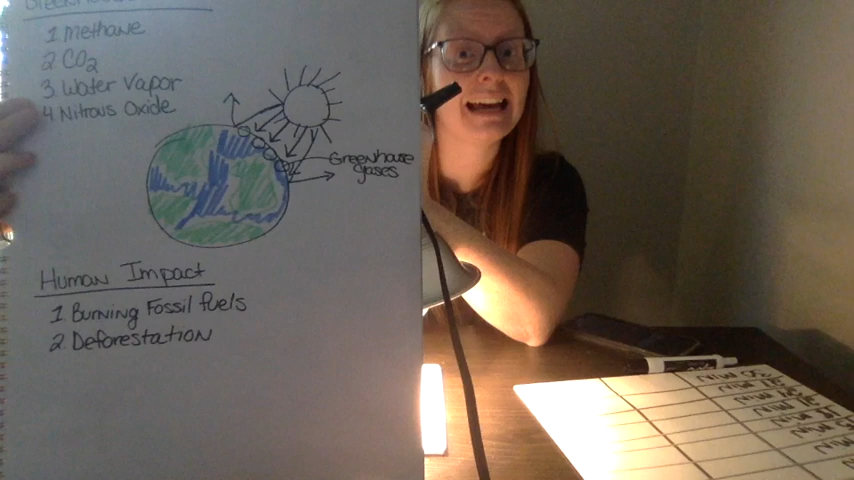 Greenhouse
1. Methane
2. CO2
3. Water Vapor
4. Nitrous Oxide
Greenhouse
gases
Human Impact
1. Burning Fossil fuels
2. Deforestation